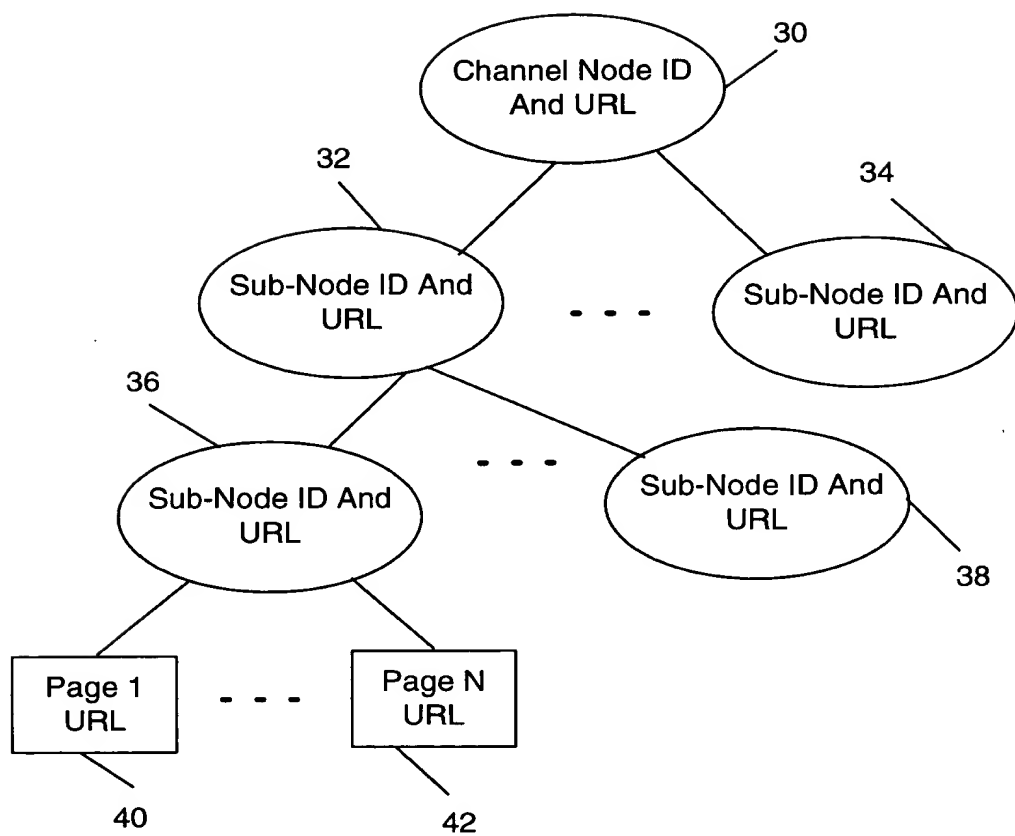 30
Channel Node ID
And URL
32
34
Sub-Node ID And
URL
Sub-Node ID And
URL
36
Sub-Node ID And
URL
Sub-Node ID And
URL
38
Page 1
URL
Page N
URL
40
42